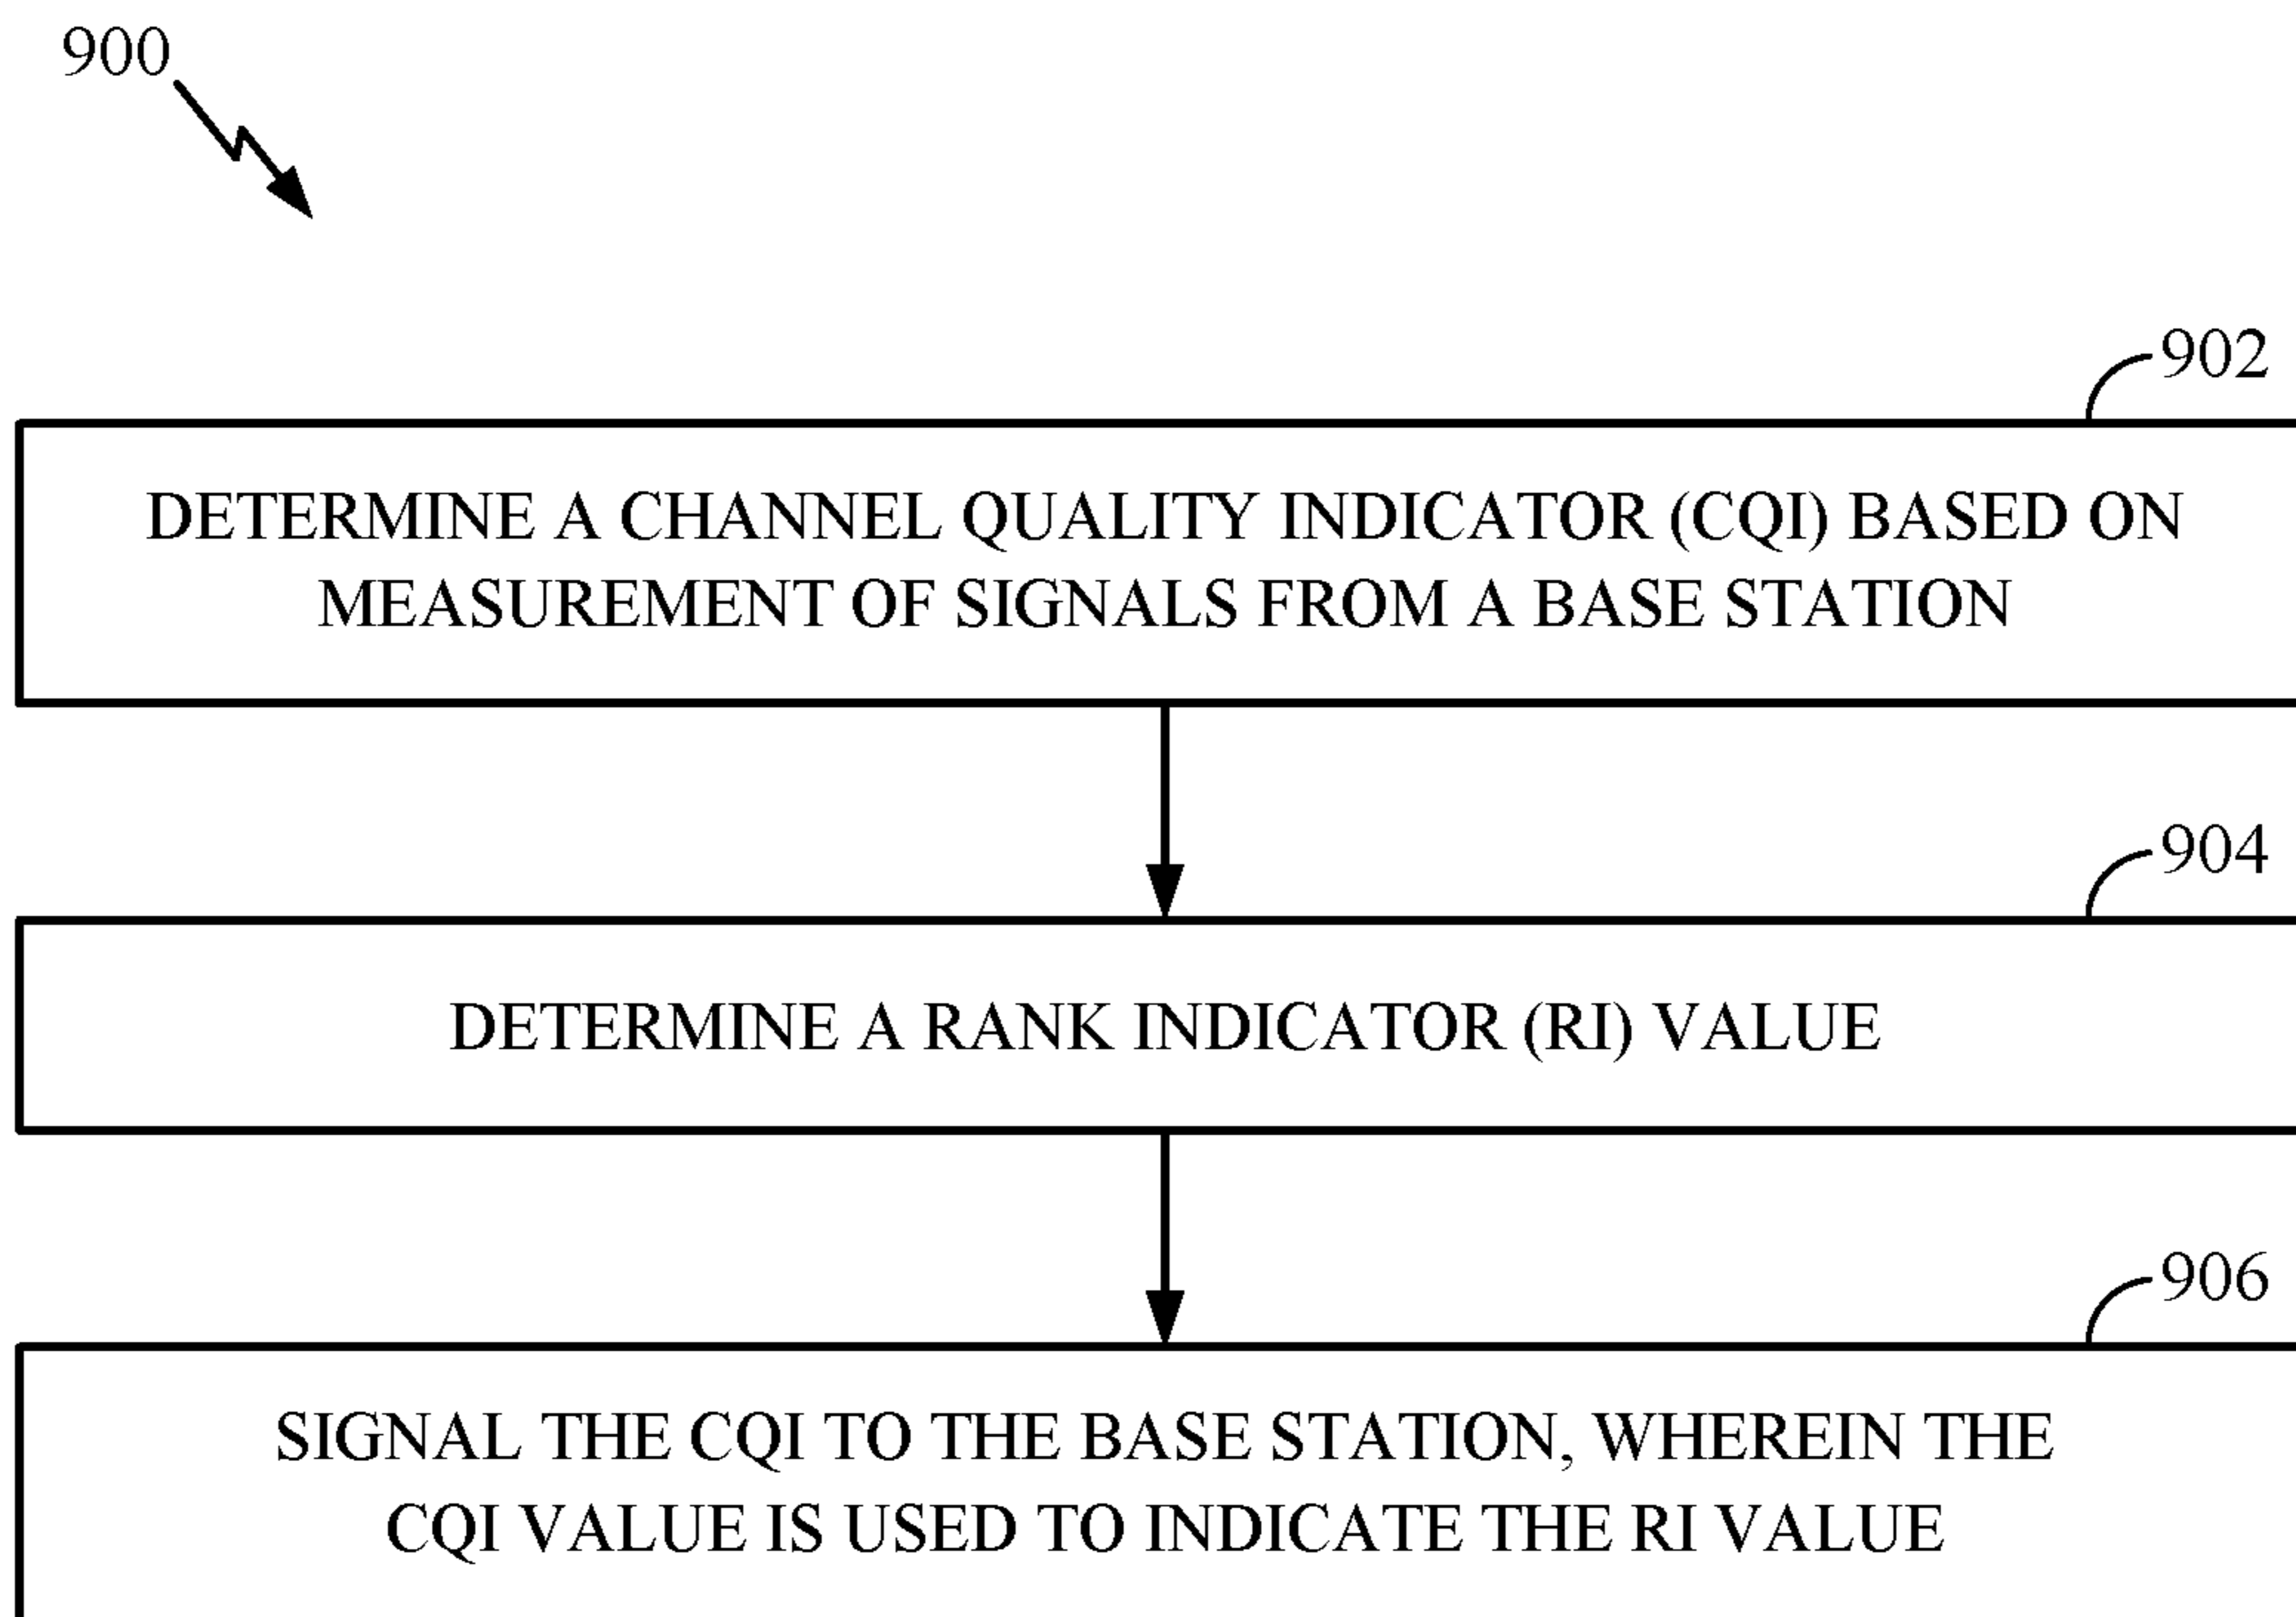 900
902
DETERMINE A CHANNEL QUALITY INDICATOR (CQI) BASED ON
MEASUREMENT OF SIGNALS FROM A BASE STATION
904
DETERMINE A RANK INDICATOR (RI) VALUE
906
SIGNAL THE CQI TO THE BASE STATION, WHEREIN THE
CQI VALUE IS USED TO INDICATE THE RI VALUE